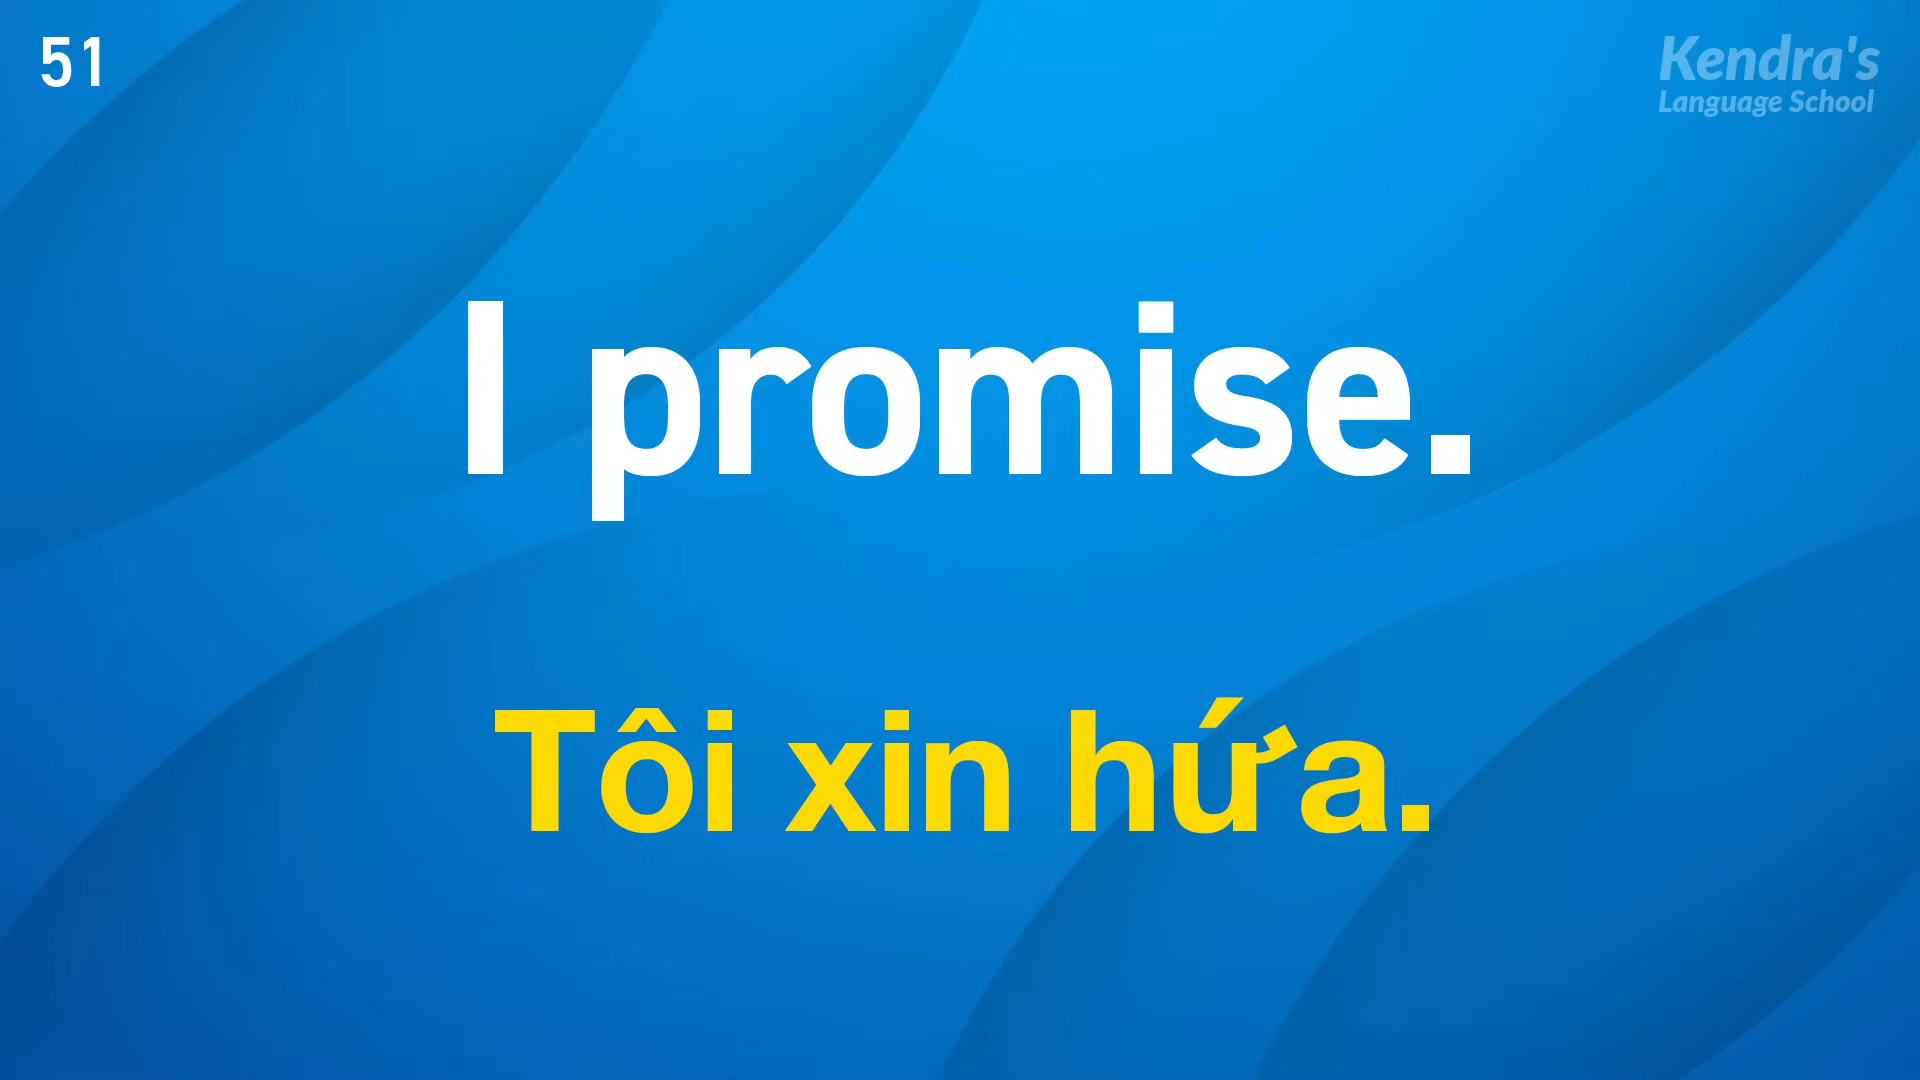 51
Kendra's
Language School
I promise.
Tôi xin hứa.